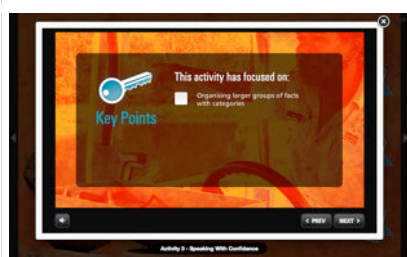 This activity has focused on:
Organising larger groups of facts
with categories
Key Points
< PREV
NEXT >
Activity 3 - Speaking With Confidence